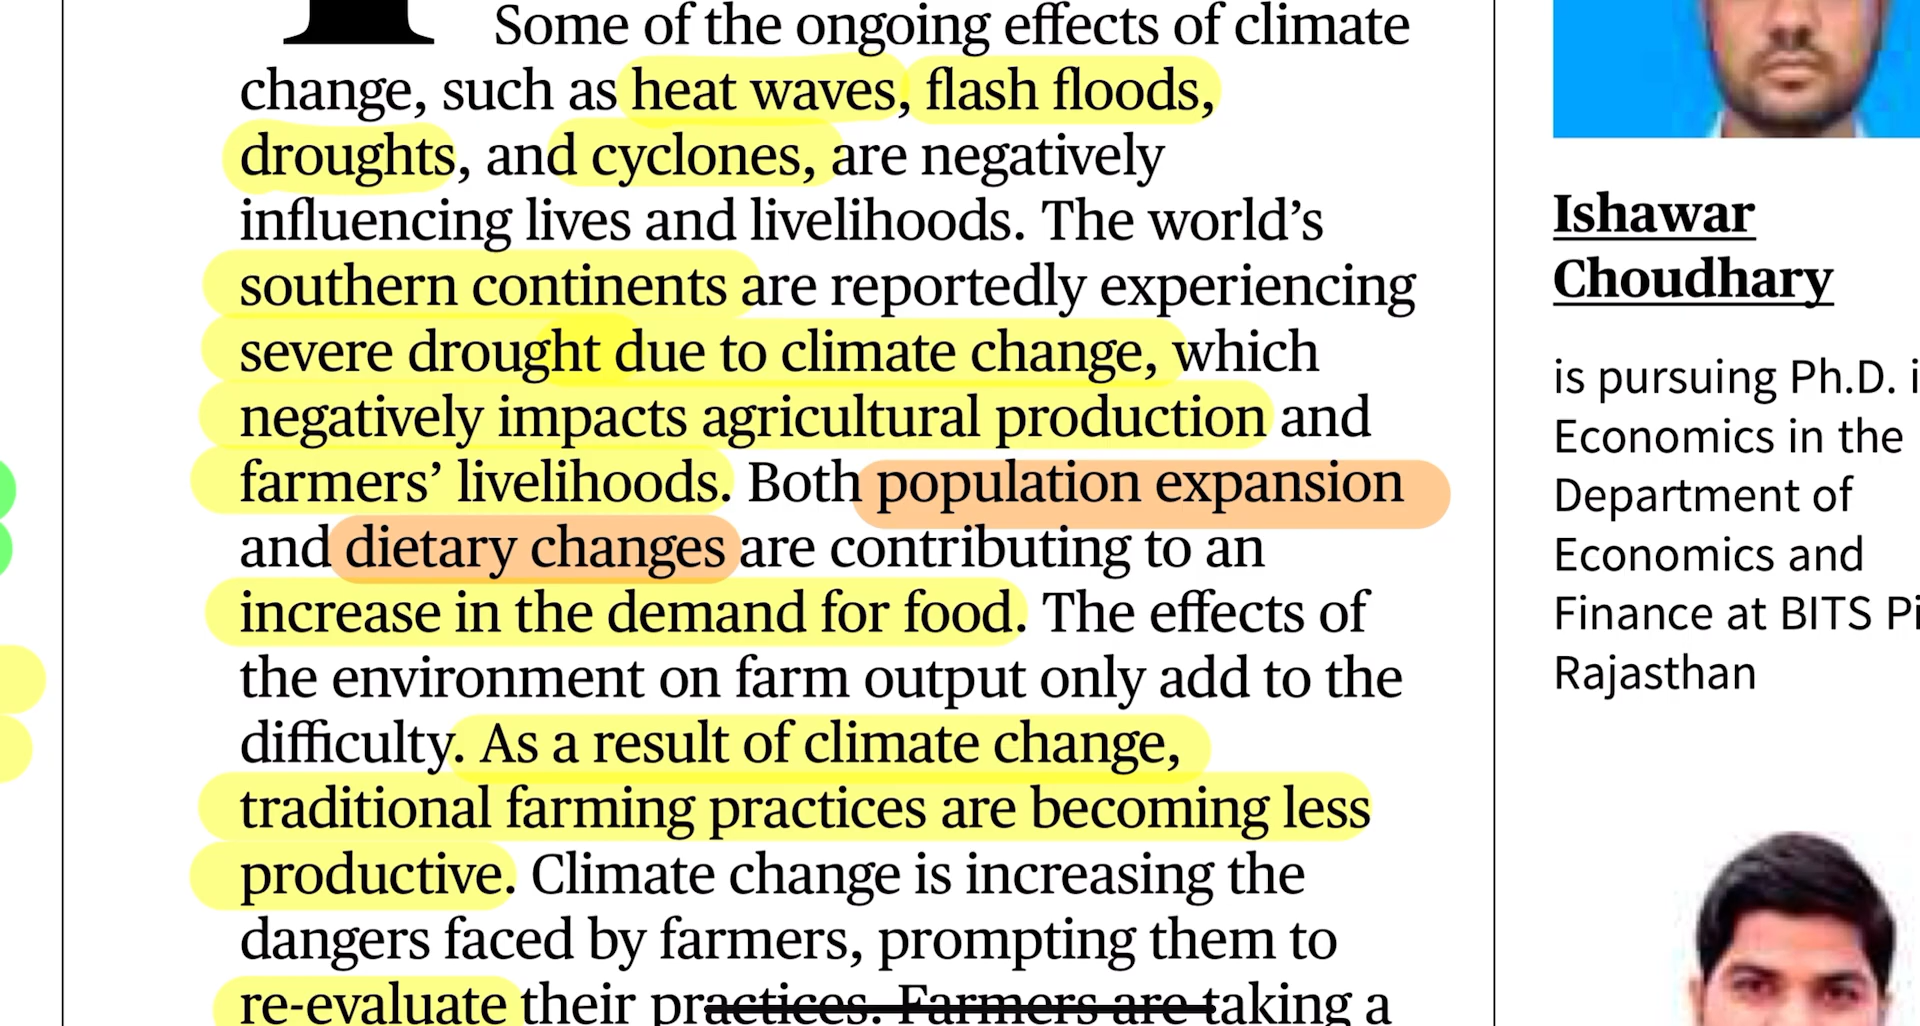 Some of the ongoing effects of climate
change, such as heat waves, flash floods,
droughts, and cyclones, are negatively
influencing lives and livelihoods. The world’s
southern continents are reportedly experiencing
severe drought due to climate change, which
negatively impacts agricultural production and
farmers’ livelihoods. Both population expansion
and dietary changes are contributing to an
increase in the demand for food. The effects of
the environment on farm output only add to the
difficulty. As a result of climate change,
traditional farming practices are becoming less
productive. Climate change is increasing the
dangers faced by farmers, prompting them to
re-evaluate their practices. Farmers are taking a
Ishawar
Choudhary
is pursuing Ph.D. i
Economics in the
Department of
Economics and
Finance at BITS Pi
Rajasthan